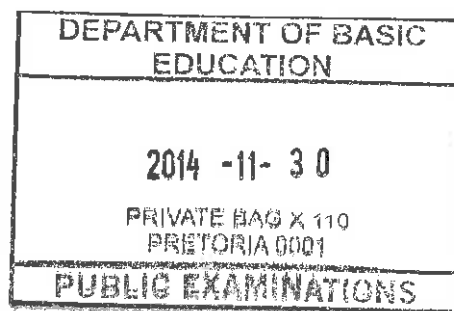 DEPARTMENT OF BASIC
EDUCATION
2014 -11- 30
PRIVATE BAG X 110
PRETORIA 0001
PUBLIC EXAMINATIONS